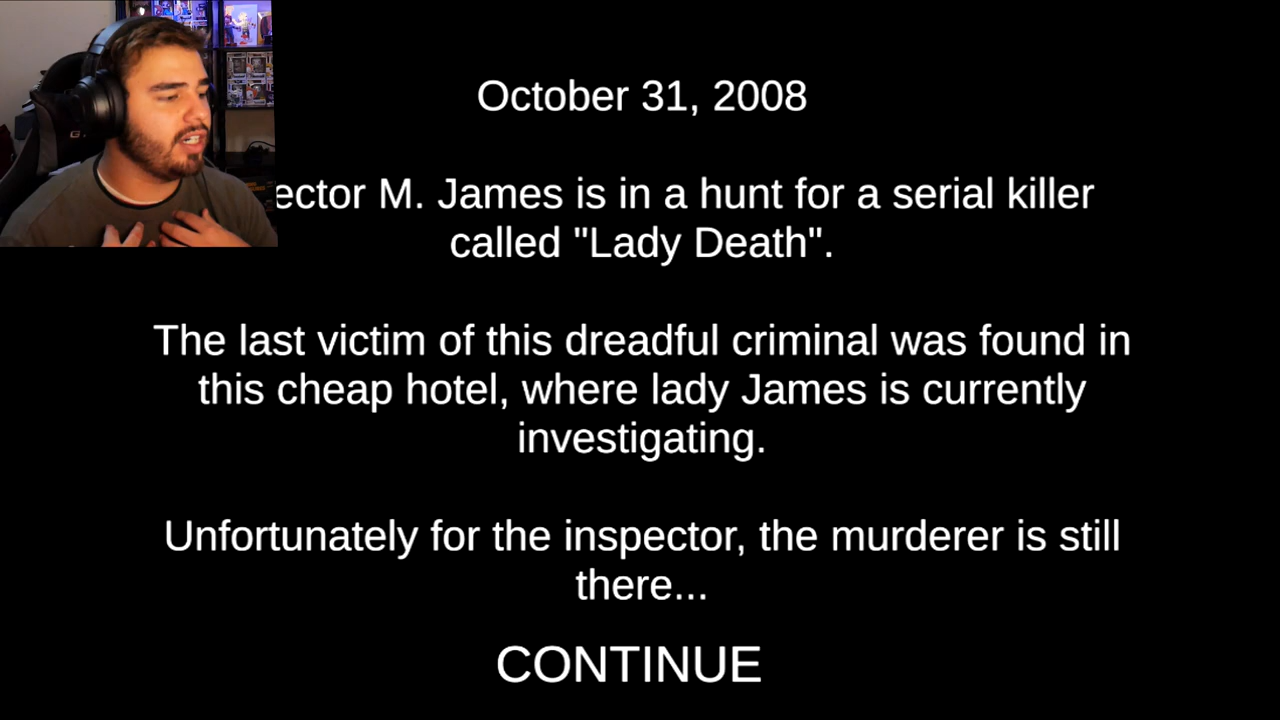 October 31, 2008
ector M. James is in a hunt for a serial killer
called "Lady Death".
The last victim of this dreadful criminal was found in
this cheap hotel, where lady James is currently
investigating.
Unfortunately for the inspector, the murderer is still
there...
CONTINUE